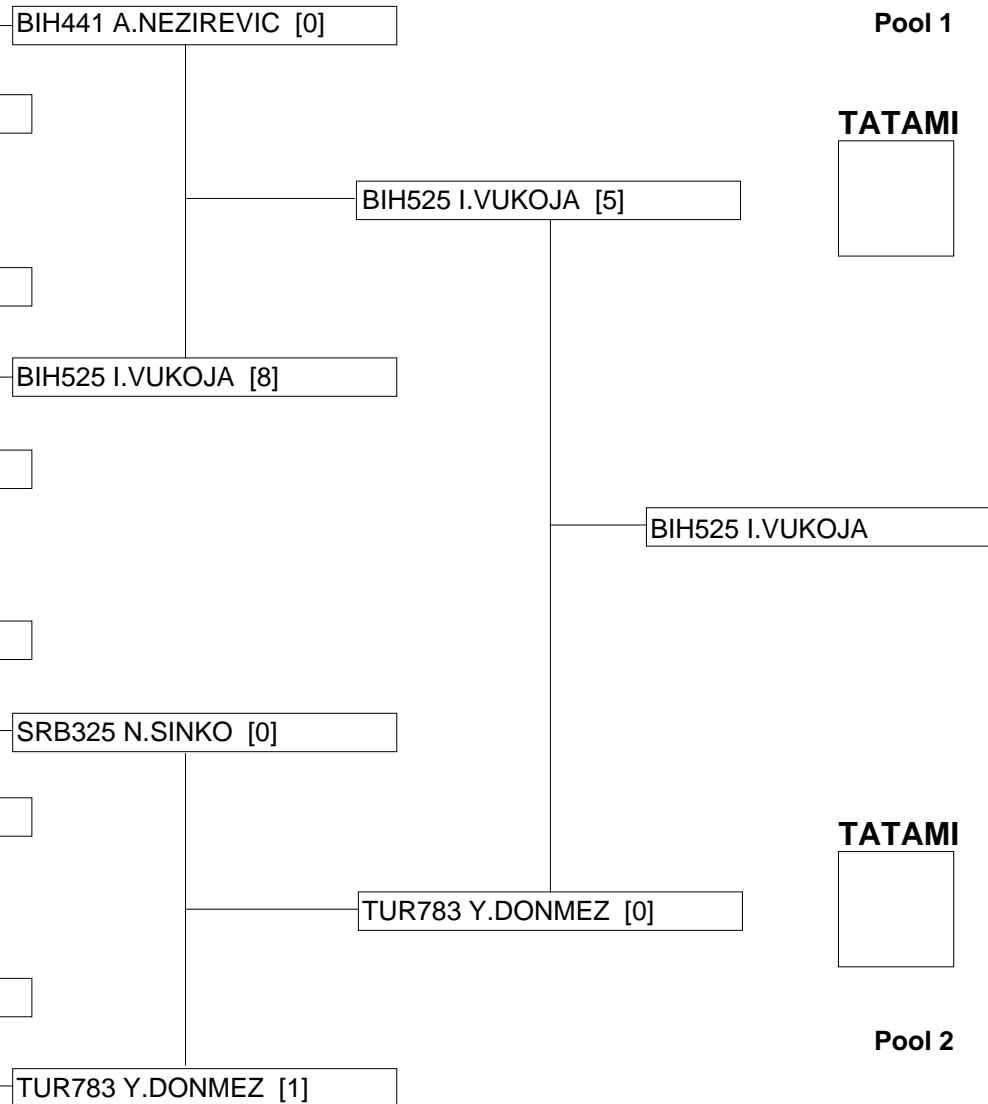 BIH441 A.NEZIREVIC [0]
Pool 1
TATAMI
BIH525 I.VUKOJA [5]
BIH525 I.VUKOJA [8]
BIH525 I.VUKOJA
SRB325 N.SINKO [0]
TATAMI
TUR783 Y.DONMEZ [0]
Pool 2
TUR783 Y.DONMEZ [1]